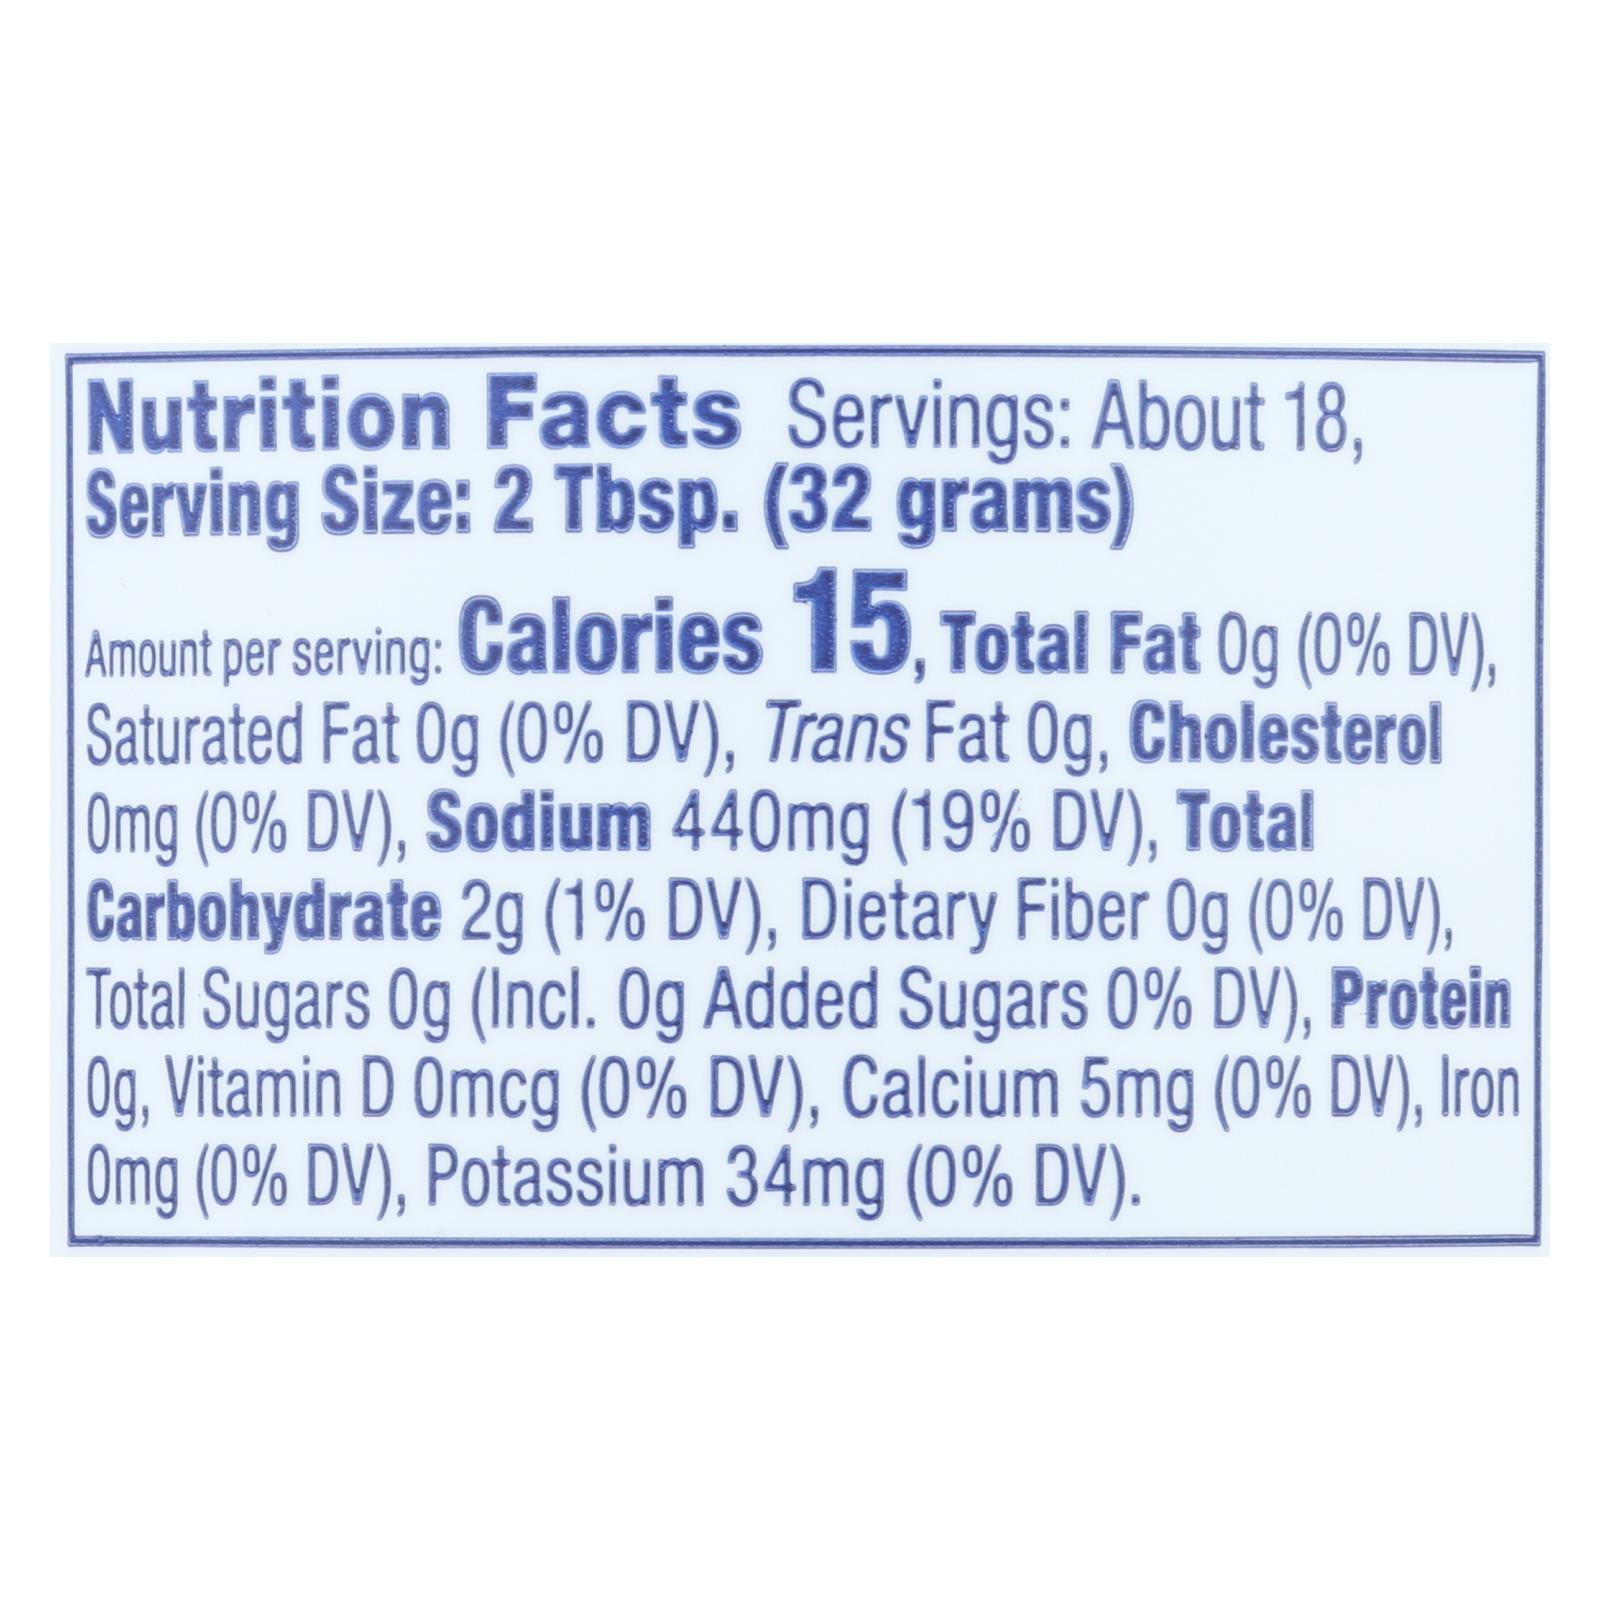 Nutrition Facts Servings: About 18,
Serving Size: 2 Tbsp. (32 grams)
Amount per serving: Calories 15, Total Fat 0g (0% DV),
Saturated Fat 0g (0% DV), Trans Fat 0g, Cholesterol
0mg (0% DV), Sodium 440mg (19% DV), Total
Carbohydrate 2g (1% DV), Dietary Fiber 0g (0% DV),
Total Sugars 0g (Incl. 0g Added Sugars 0% DV), Protein
0g, Vitamin D 0mcg (0% DV), Calcium 5mg (0% DV), Iron
0mg (0% DV), Potassium 34mg (0% DV).